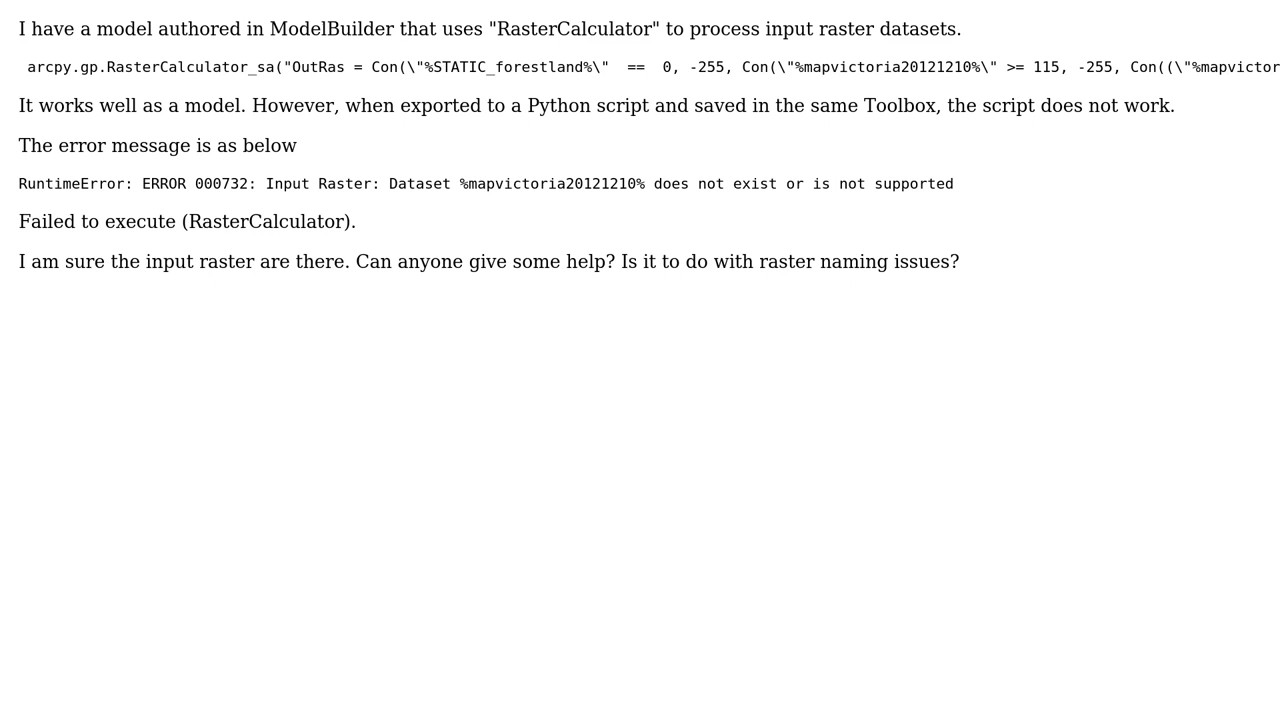 I have a model authored in ModelBuilder that uses "RasterCalculator" to process input raster datasets.
arcpy.gp.RasterCalculator_sa("OutRas = Con(\"%STATIC_forestland%\"  ==  0, -255, Con(\"%mapvictoria20121210%\" >= 115, -255, Con((\"%mapvictor
It works well as a model. However, when exported to a Python script and saved in the same Toolbox, the script does not work.
The error message is as below
RuntimeError: ERROR 000732: Input Raster: Dataset %mapvictoria20121210% does not exist or is not supported
Failed to execute (RasterCalculator).
I am sure the input raster are there. Can anyone give some help? Is it to do with raster naming issues?